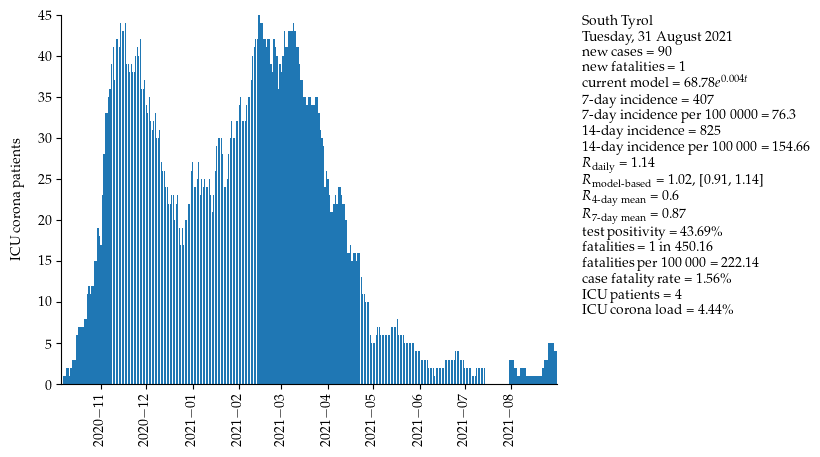 45
40
35
30
25
20
15
10
5
0
ICU corona patients
2020−11
2020−12
2021−01
2021−02
2021−03
2021−04
2021−05
2021−06
2021−07
2021−08
South Tyrol
Tuesday, 31 August 2021
new cases = 90
new fatalities = 1
current model = 68.78e^0.004t
7-day incidence = 407
7-day incidence per 100 0000 = 76.3
14-day incidence = 825
14-day incidence per 100 000 = 154.66
R_daily = 1.14
R_model-based = 1.02, [0.91, 1.14]
R_4-day mean = 0.6
R_7-day mean = 0.87
test positivity = 43.69%
fatalities = 1 in 450.16
fatalities per 100 000 = 222.14
case fatality rate = 1.56%
ICU patients = 4
ICU corona load = 4.44%